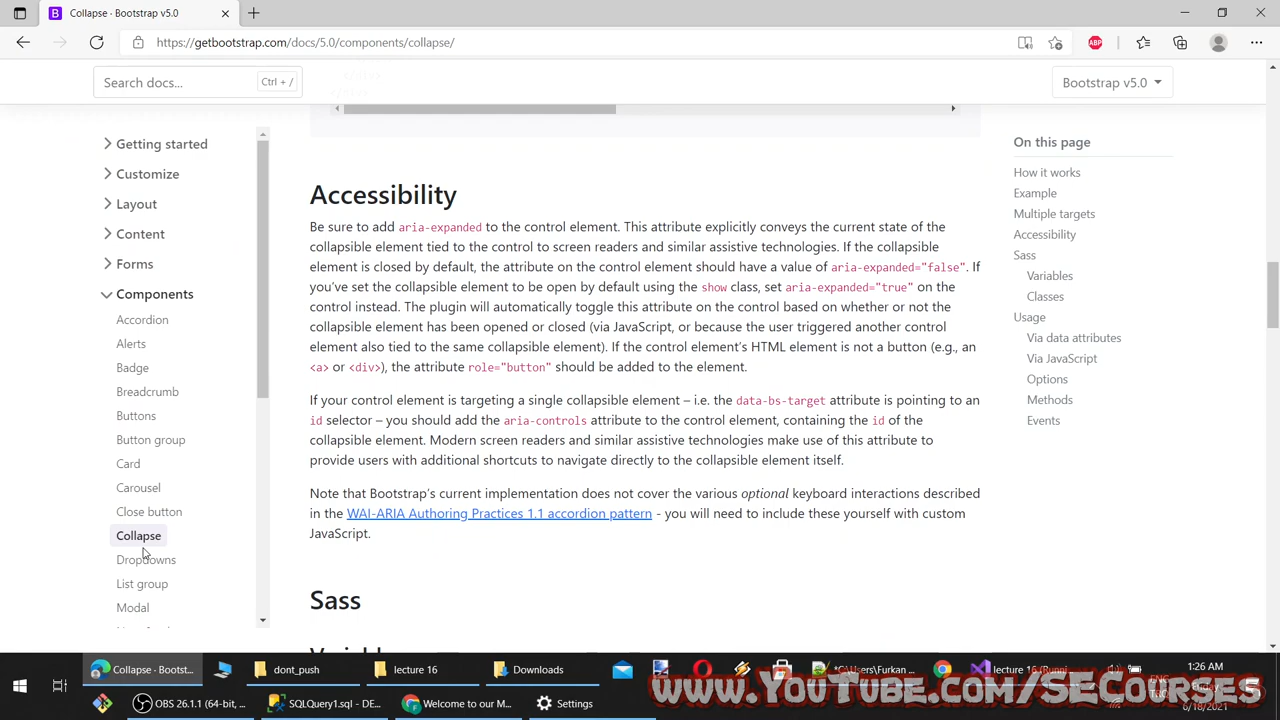 Collapse · Bootstrap v5.0
https://getbootstrap.com/docs/5.0/components/collapse/
ABP
Search docs...
Ctrl + /
Bootstrap v5.0
Getting started
Customize
Layout
Content
Forms
Components
Accordion
Alerts
Badge
Breadcrumb
Buttons
Button group
Card
Carousel
Close button
Collapse
Dropdowns
List group
Modal
Accessibility
Be sure to add aria-expanded to the control element. This attribute explicitly conveys the current state of the
collapsible element tied to the control to screen readers and similar assistive technologies. If the collapsible
element is closed by default, the attribute on the control element should have a value of aria-expanded="false". If
you've set the collapsible element to be open by default using the show class, set aria-expanded="true" on the
control instead. The plugin will automatically toggle this attribute on the control based on whether or not the
collapsible element has been opened or closed (via JavaScript, or because the user triggered another control
element also tied to the same collapsible element). If the control element's HTML element is not a button (e.g., an
<a> or <div>), the attribute role="button" should be added to the element.
If your control element is targeting a single collapsible element – i.e. the data-bs-target attribute is pointing to an
id selector – you should add the aria-controls attribute to the control element, containing the id of the
collapsible element. Modern screen readers and similar assistive technologies make use of this attribute to
provide users with additional shortcuts to navigate directly to the collapsible element itself.
Note that Bootstrap's current implementation does not cover the various optional keyboard interactions described
in the WAI-ARIA Authoring Practices 1.1 accordion pattern - you will need to include these yourself with custom
JavaScript.
Sass
On this page
How it works
Example
Multiple targets
Accessibility
Sass
Variables
Classes
Usage
Via data attributes
Via JavaScript
Options
Methods
Events
Collapse - Bootst...
dont_push
lecture 16
Downloads
*C:\Users\Furkan ...
lecture 16 (Runni...
1:26 AM
Friday
6/18/2021
OBS 26.1.1 (64-bit, ...
SQLQuery1.sql - DE...
Welcome to our M...
Settings
www.YouTube.com/SECourses